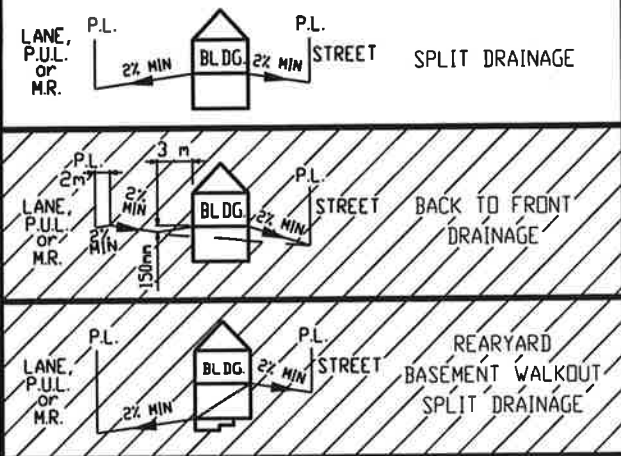 P.L.
P.L.
LANE,
P.U.L.
or
M.R.
2% MIN
BLDG.
2% MIN
STREET
SPLIT DRAINAGE
P.L.
2m
3 m
P.L.
LANE,
P.U.L.
or
M.R.
2% MIN
2% MIN
150mm
BLDG.
2% MIN
STREET
BACK TO FRONT
DRAINAGE
P.L.
P.L.
LANE,
P.U.L.
or
M.R.
2% MIN
BLDG.
2% MIN
STREET
REARYARD
BASEMENT WALKOUT
SPLIT DRAINAGE